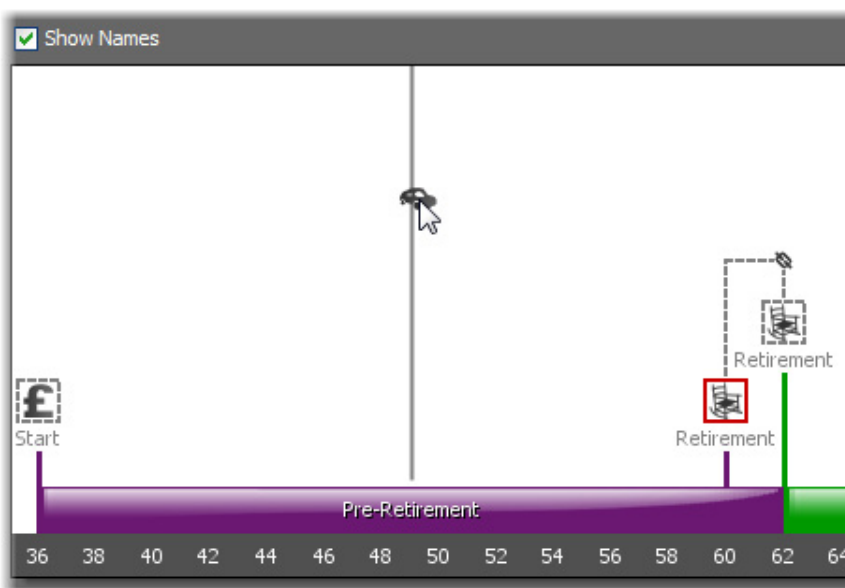 Show Names
Retirement
£
Start
Retirement
Pre-Retirement
36 38 40 42 44 46 48 50 52 54 56 58 60 62 64